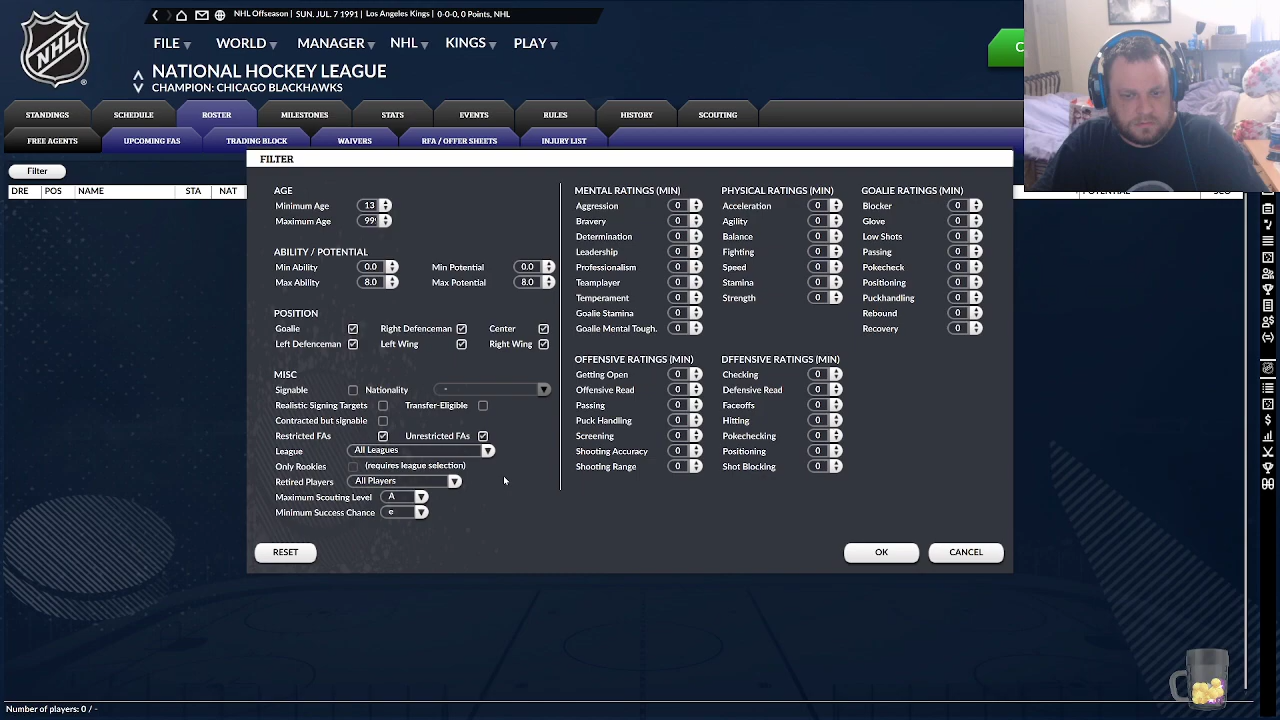 NHL Offseason | SUN. JUL. 7 1991 | Los Angeles Kings | 0-0-0, 0 Points, NHL
NHL
FILE WORLD MANAGER NHL KINGS PLAY
NATIONAL HOCKEY LEAGUE
CHAMPION: CHICAGO BLACKHAWKS
STANDINGS SCHEDULE ROSTER MILESTONES STATS EVENTS RULES HISTORY SCOUTING
FREE AGENTS UPCOMING FAS TRADING BLOCK WAIVERS RFA / OFFER SHEETS INJURY LIST
FILTER
Filter
DRE POS NAME STA NAT
AGE
Minimum Age 13
Maximum Age 99
ABILITY / POTENTIAL
Min Ability 0.0 Min Potential 0.0
Max Ability 8.0 Max Potential 8.0
POSITION
Goalie Right Defenceman Center
Left Defenceman Left Wing Right Wing
MISC
Signable Nationality -
Realistic Signing Targets Transfer-Eligible
Contracted but signable
Restricted FAs Unrestricted FAs
League All Leagues
Only Rookies (requires league selection)
Retired Players All Players
Maximum Scouting Level A
Minimum Success Chance e
MENTAL RATINGS (MIN)
Aggression 0
Bravery 0
Determination 0
Leadership 0
Professionalism 0
Teamplayer 0
Temperament 0
Goalie Stamina 0
Goalie Mental Tough. 0
PHYSICAL RATINGS (MIN)
Acceleration 0
Agility 0
Balance 0
Fighting 0
Speed 0
Stamina 0
Strength 0
GOALIE RATINGS (MIN)
Blocker 0
Glove 0
Low Shots 0
Passing 0
Pokecheck 0
Positioning 0
Puckhandling 0
Rebound 0
Recovery 0
OFFENSIVE RATINGS (MIN)
Getting Open 0
Offensive Read 0
Passing 0
Puck Handling 0
Screening 0
Shooting Accuracy 0
Shooting Range 0
DFFENSIVE RATINGS (MIN)
Checking 0
Defensive Read 0
Faceoffs 0
Hitting 0
Pokechecking 0
Positioning 0
Shot Blocking 0
RESET OK CANCEL
Number of players: 0 / -